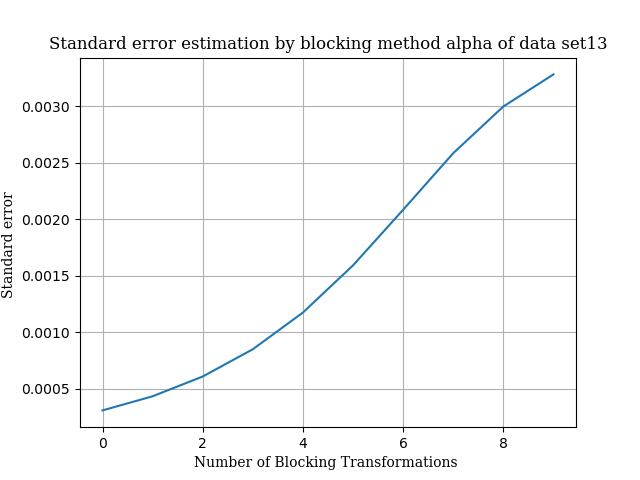 Standard error estimation by blocking method alpha of data set13
0.0030
0.0025
0.0020
0.0015
0.0010
0.0005
Standard error
0 2 4 6 8
Number of Blocking Transformations